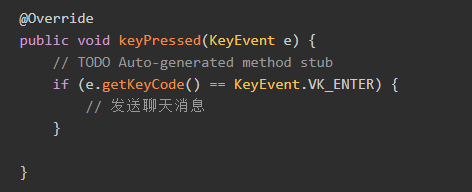 @Override
public void keyPressed(KeyEvent e) {
    // TODO Auto-generated method stub
    if (e.getKeyCode() == KeyEvent.VK_ENTER) {
        // 发送聊天消息
    }
}